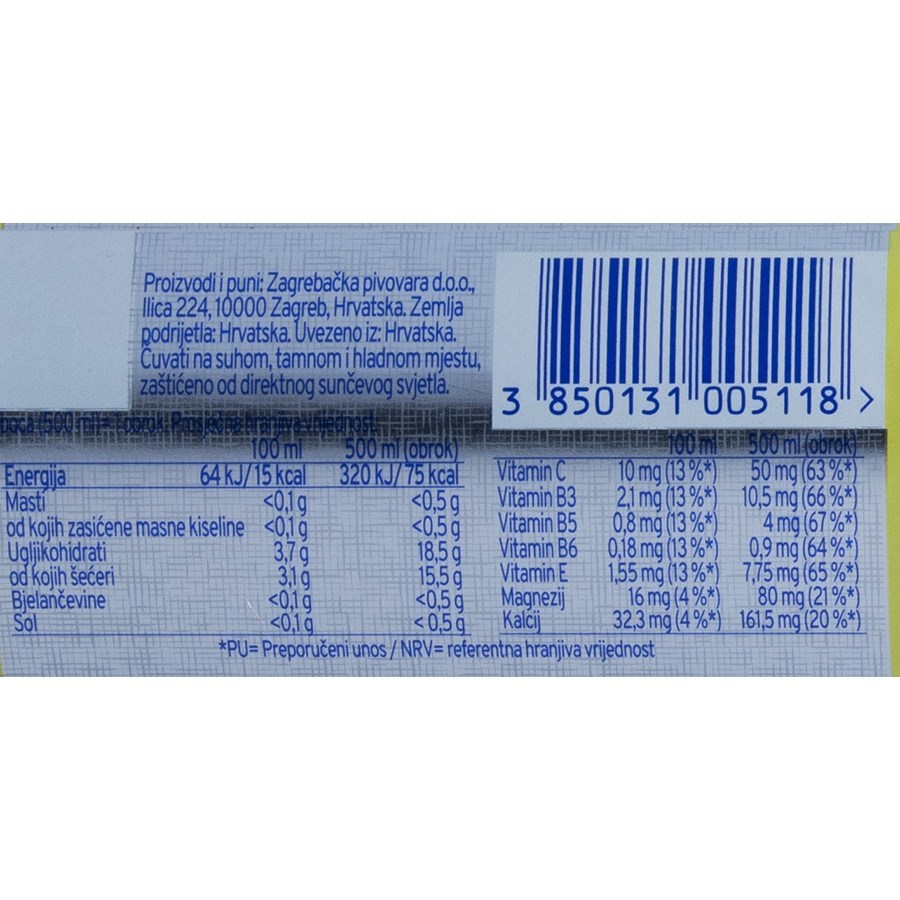 Proizvodi i puni: Zagrebačka pivovara d.o.o.,
Ilica 224, 10000 Zagreb, Hrvatska. Zemlja
podrijetla: Hrvatska. Uvezeno iz: Hrvatska.
Čuvati na suhom, tamnom i hladnom mjestu,
zaštićeno od direktnog sunčevog svjetla.
3 850131 005118 >
boca (500 ml)= 1 obrok. Prosječna hranjiva vrijednost:
100 ml 500 ml (obrok)
Energija 64 kJ/15 kcal 320 kJ/75 kcal
Masti <0,1 g <0,5 g
od kojih zasićene masne kiseline <0,1 g <0,5 g
Ugljikohidrati 3,7 g 18,5 g
od kojih šećeri 3,1 g 15,5 g
Bjelančevine <0,1 g <0,5 g
Sol <0,1 g < 0,5 g
100 ml 500 ml (obrok)
Vitamin C 10 mg (13 %*) 50 mg (63 %*)
Vitamin B3 2,1 mg (13 %*) 10,5 mg (66 %*)
Vitamin B5 0,8 mg (13 %*) 4 mg (67 %*)
Vitamin B6 0,18 mg (13 %*) 0,9 mg (64 %*)
Vitamin E 1,55 mg (13 %*) 7,75 mg (65 %*)
Magnezij 16 mg (4 %*) 80 mg (21 %*)
Kalcij 32,3 mg (4 %*) 161,5 mg (20 %*)
*PU= Preporučeni unos / NRV= referentna hranjiva vrijednost